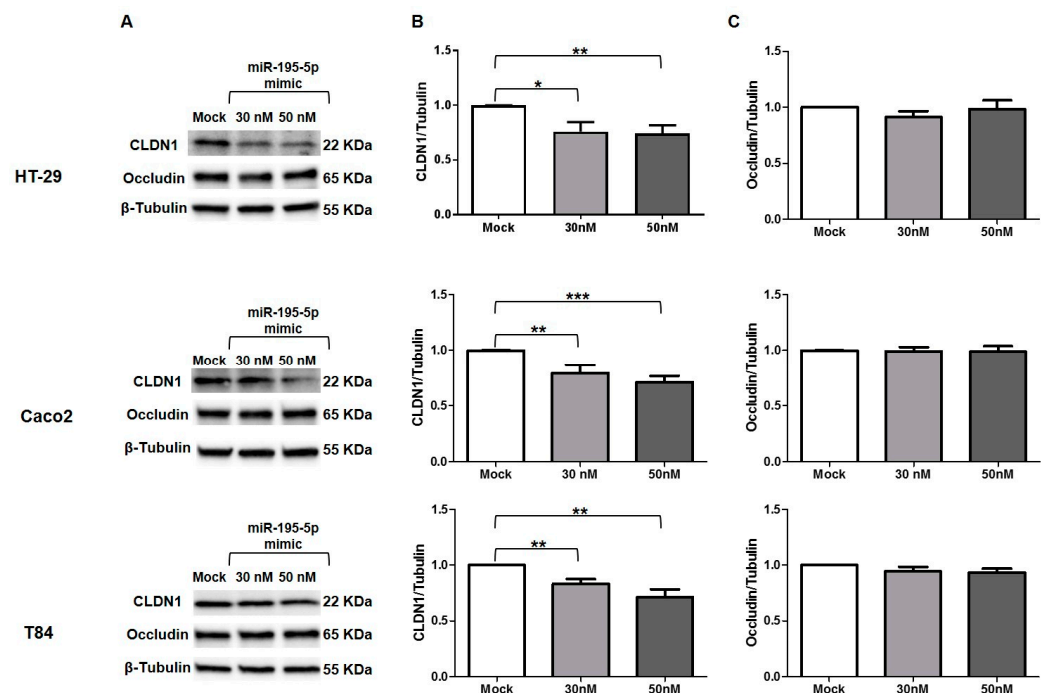 A
B
C
HT-29
miR-195-5p
mimic
Mock 30 nM 50 nM
CLDN1 22 KDa
Occludin 65 KDa
β-Tubulin 55 KDa
CLDN1/Tubulin
1.5
1.0
0.5
0.0
**
*
Mock 30nM 50nM
Occludin/Tubulin
1.5
1.0
0.5
0.0
Mock 30nM 50nM
Caco2
miR-195-5p
mimic
Mock 30 nM 50 nM
CLDN1 22 KDa
Occludin 65 KDa
β-Tubulin 55 KDa
CLDN1/Tubulin
1.5
1.0
0.5
0.0
***
**
Mock 30 nM 50nM
Occludin/Tubulin
1.5
1.0
0.5
0.0
Mock 30 nM 50nM
T84
miR-195-5p
mimic
Mock 30 nM 50 nM
CLDN1 22 KDa
Occludin 65 KDa
β-Tubulin 55 KDa
CLDN1/Tubulin
1.5
1.0
0.5
0.0
**
**
Mock 30nM 50nM
Occludin/Tubulin
1.5
1.0
0.5
0.0
Mock 30nM 50nM